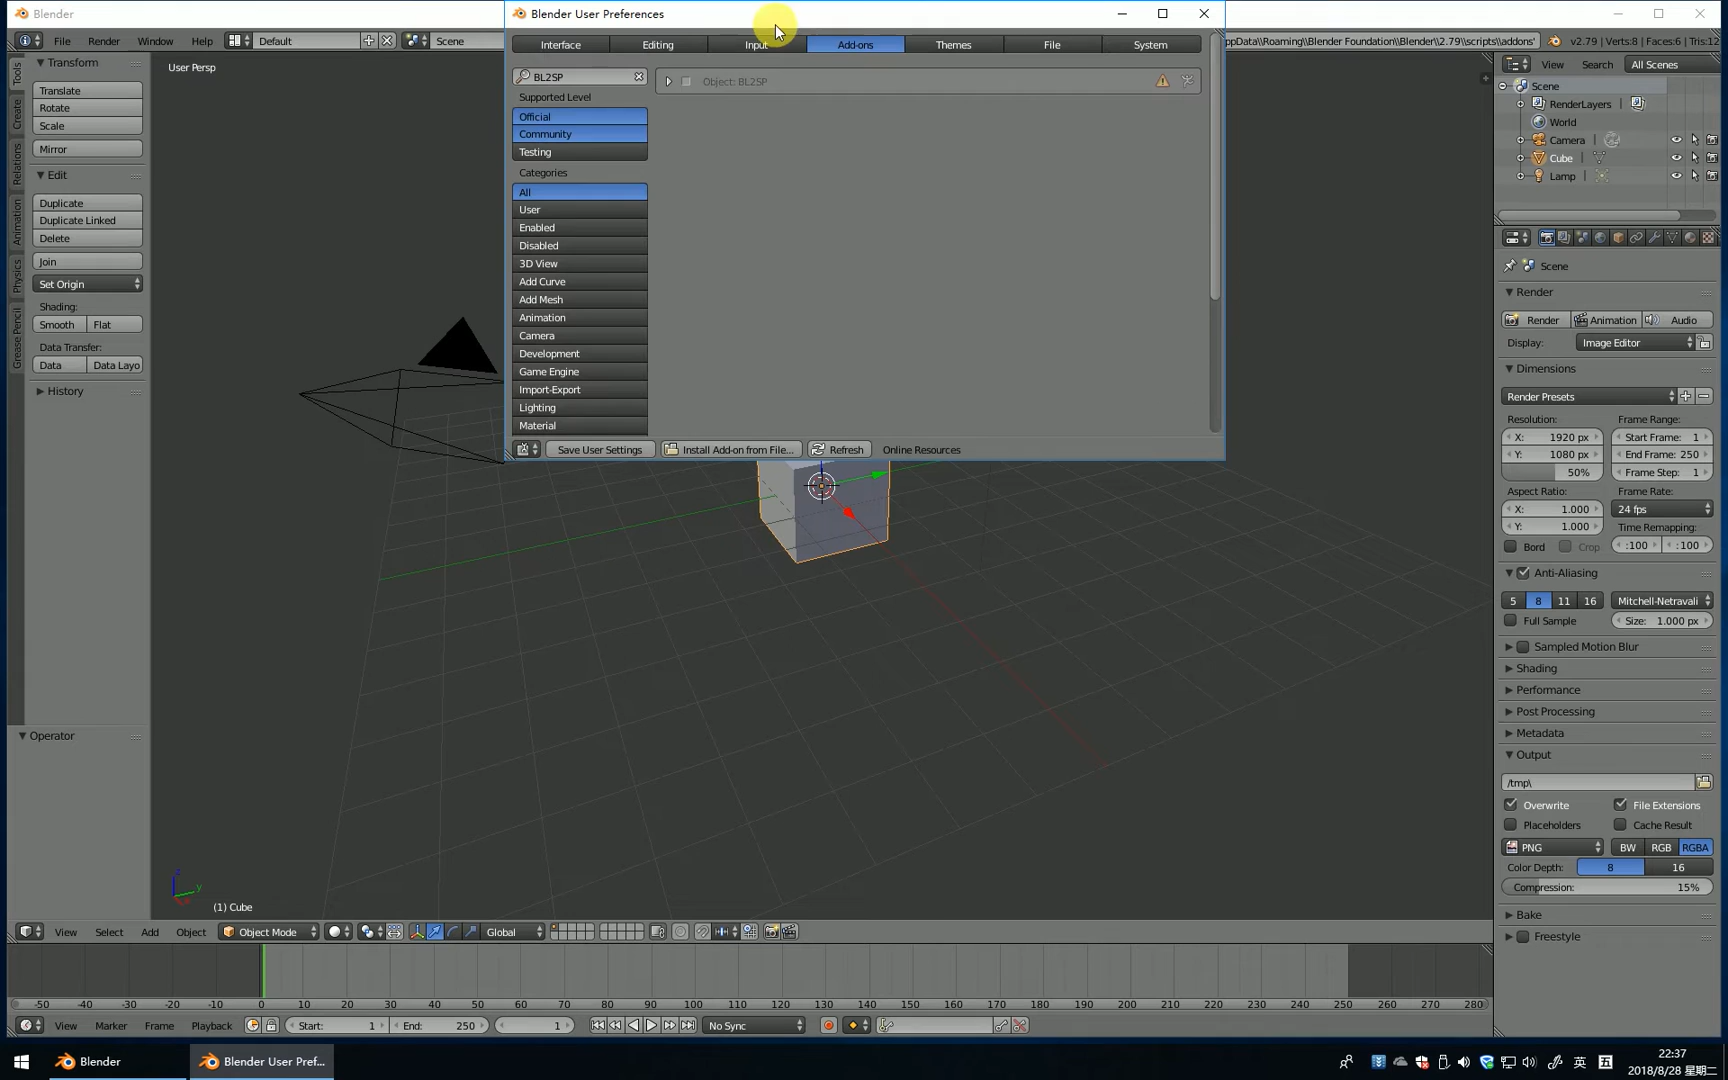 Blender
Blender User Preferences
File
Render
Window
Help
Default
Scene
Interface
Editing
Input
Add-ons
Themes
File
System
ppData\\Roaming\\Blender Foundation\\Blender\\2.79\\scripts\\addons'
v2.79 | Verts:8 | Faces:6 | Tris:12
Tools
Create
Relations
Animation
Physics
Grease Pencil
Transform
Translate
Rotate
Scale
Mirror
Edit
Duplicate
Duplicate Linked
Delete
Join
Set Origin
Shading:
Smooth
Flat
Data Transfer:
Data
Data Layo
History
Operator
User Persp
BL2SP
Supported Level
Official
Community
Testing
Categories
All
User
Enabled
Disabled
3D View
Add Curve
Add Mesh
Animation
Camera
Development
Game Engine
Import-Export
Lighting
Material
Object: BL2SP
Save User Settings
Install Add-on from File...
Refresh
Online Resources
z
y
(1) Cube
View
Search
All Scenes
Scene
RenderLayers
World
Camera
Cube
Lamp
Scene
Render
Render
Animation
Audio
Display:
Image Editor
Dimensions
Render Presets
Resolution:
Frame Range:
X: 1920 px
Start Frame: 1
Y: 1080 px
End Frame: 250
50%
Frame Step: 1
Aspect Ratio:
Frame Rate:
X: 1.000
24 fps
Y: 1.000
Time Remapping:
Bord
Crop
:100
:100
Anti-Aliasing
5
8
11
16
Mitchell-Netravali
Full Sample
Size: 1.000 px
Sampled Motion Blur
Shading
Performance
Post Processing
Metadata
Output
/tmp\
Overwrite
File Extensions
Placeholders
Cache Result
PNG
BW
RGB
RGBA
Color Depth:
8
16
Compression: 15%
Bake
Freestyle
View
Select
Add
Object
Object Mode
Global
-50 -40 -30 -20 -10 0 10 20 30 40 50 60 70 80 90 100 110 120 130 140 150 160 170 180 190 200 210 220 230 240 250 260 270 280
View
Marker
Frame
Playback
Start: 1
End: 250
1
No Sync
Blender
Blender User Pref...
英
五
22:37
2018/8/28 星期二